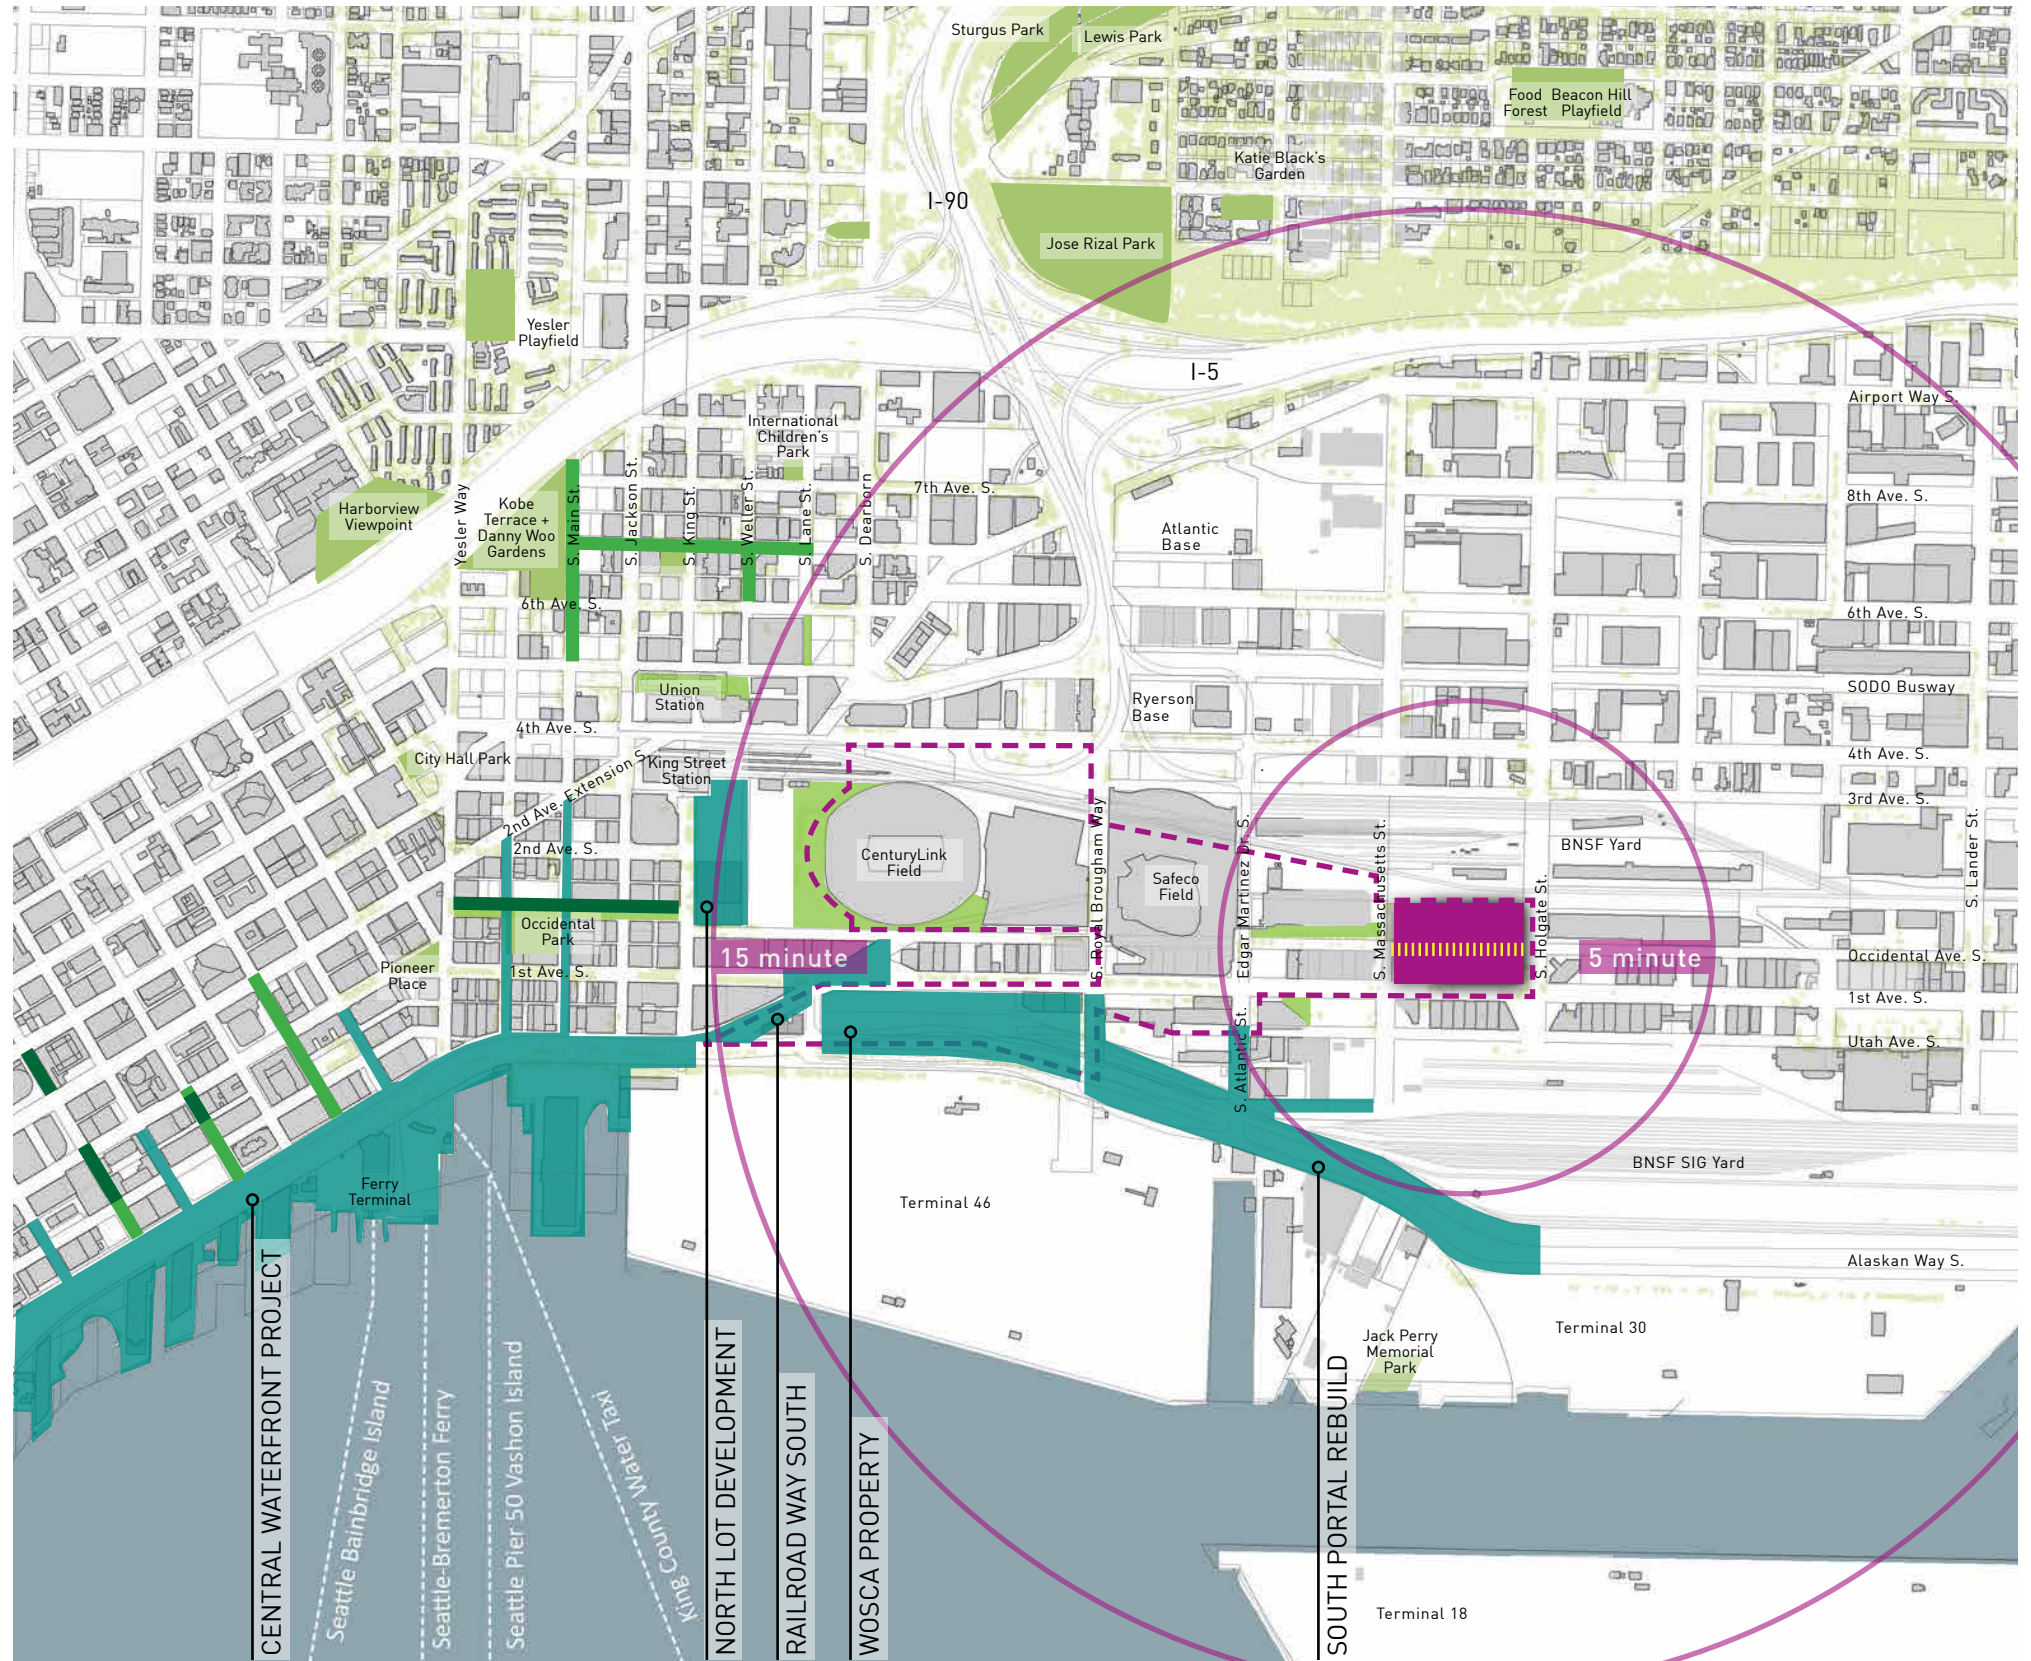 Sturgus Park
Lewis Park
Food Beacon Hill
Forest Playfield
Katie Black's
Garden
I-90
Jose Rizal Park
Yesler
Playfield
I-5
Airport Way S.
International
Children's
Park
7th Ave. S.
8th Ave. S.
Harborview
Viewpoint
Yesler Way
Kobe
Terrace +
Danny Woo
Gardens
S. Main St.
S. Jackson St.
S. King St.
S. Weller St.
S. Lane St.
S. Dearborn
Atlantic
Base
6th Ave. S.
6th Ave. S.
Union
Station
Ryerson
Base
SODO Busway
4th Ave. S.
4th Ave. S.
City Hall Park
2nd Ave. Extension S.
King Street
Station
3rd Ave. S.
2nd Ave. S.
CenturyLink
Field
S. Royal Brougham Way
Safeco
Field
Edgar Martinez Dr. S.
S. Massachusetts St.
BNSF Yard
S. Holgate St.
S. Lander St.
Occidental
Park
Pioneer
Place
1st Ave. S.
15 minute
5 minute
Occidental Ave. S.
1st Ave. S.
S. Atlantic St.
Utah Ave. S.
BNSF SIG Yard
Ferry
Terminal
Terminal 46
Alaskan Way S.
Jack Perry
Memorial
Park
Terminal 30
Terminal 18
CENTRAL WATERFRONT PROJECT
Seattle Bainbridge Island
Seattle-Bremerton Ferry
Seattle Pier 50 Vashon Island
King County Water Taxi
NORTH LOT DEVELOPMENT
RAILROAD WAY SOUTH
WOSCA PROPERTY
SOUTH PORTAL REBUILD